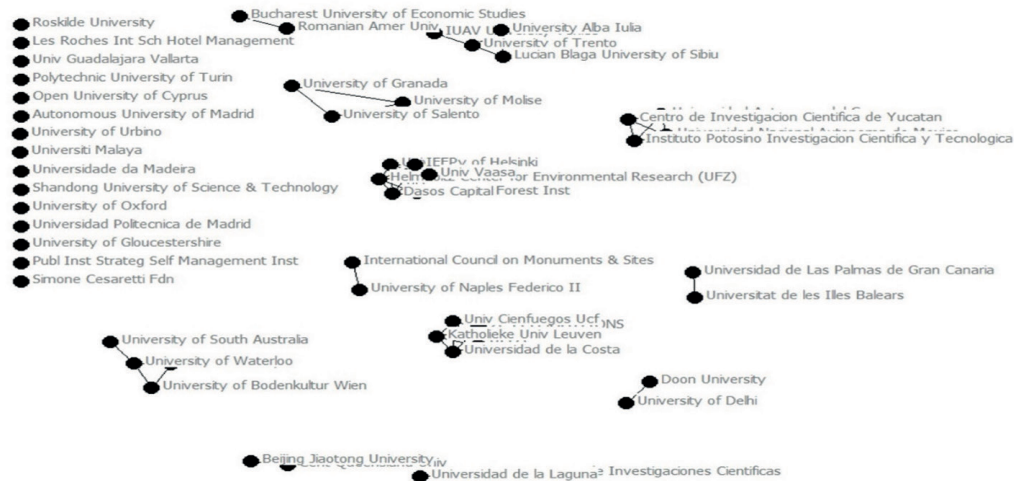 Roskilde University
Les Roches Int Sch Hotel Management
Univ Guadalajara Vallarta
Polytechnic University of Turin
Open University of Cyprus
Autonomous University of Madrid
University of Urbino
Universiti Malaya
Universidade da Madeira
Shandong University of Science & Technology
University of Oxford
Universidad Politecnica de Madrid
University of Gloucestershire
Publ Inst Strateg Self Management Inst
Simone Cesaretti Fdn
Bucharest University of Economic Studies
Romanian Amer Univ
IUAV
University Alba Iulia
University of Trento
Lucian Blaga University of Sibiu
University of Granada
University of Molise
University of Salento
Centro de Investigacion Cientifica de Yucatan
Instituto Potosino Investigacion Cientifica y Tecnologica
of Helsinki
Univ Vaasa
for Environmental Research (UFZ)
Dasos Capital
Forest Inst
International Council on Monuments & Sites
University of Naples Federico II
Universidad de Las Palmas de Gran Canaria
Universitat de les Illes Balears
Univ Cienfuegos Ucf
Katholieke Univ Leuven
Universidad de la Costa
University of South Australia
University of Waterloo
University of Bodenkultur Wien
Doon University
University of Delhi
Beijing Jiaotong University
Universidad de la Laguna
Investigaciones Cientificas